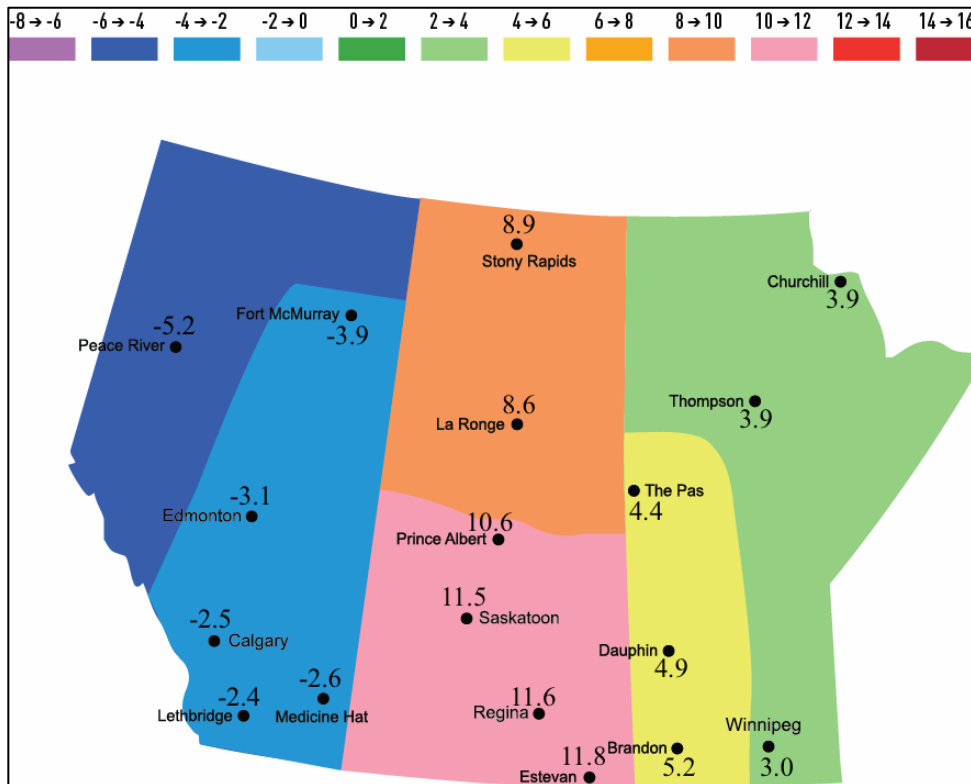 -8 → -6 -6 → -4 -4 → -2 -2 → 0 0 → 2 2 → 4 4 → 6 6 → 8 8 → 10 10 → 12 12 → 14 14 → 16
8.9
Stony Rapids
Churchill
3.9
Fort McMurray
-3.9
-5.2
Peace River
8.6
La Ronge
Thompson
3.9
-3.1
Edmonton
The Pas
4.4
10.6
Prince Albert
11.5
Saskatoon
-2.5
Calgary
Dauphin
4.9
-2.6
Medicine Hat
-2.4
Lethbridge
11.6
Regina
Winnipeg
3.0
Brandon
5.2
11.8
Estevan